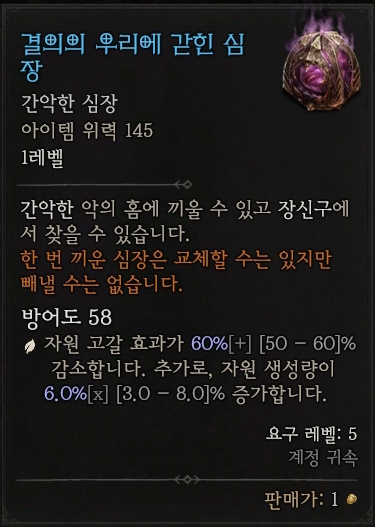 결의의 우리에 갇힌 심
장
간악한 심장
아이템 위력 145
1레벨
간악한 악의 홈에 끼울 수 있고 장신구에
서 찾을 수 있습니다.
한 번 끼운 심장은 교체할 수는 있지만
빼낼 수는 없습니다.
방어도 58
자원 고갈 효과가 60%[+] [50 - 60]%
감소합니다. 추가로, 자원 생성량이
6.0%[x] [3.0 - 8.0]% 증가합니다.
요구 레벨: 5
계정 귀속
판매가: 1